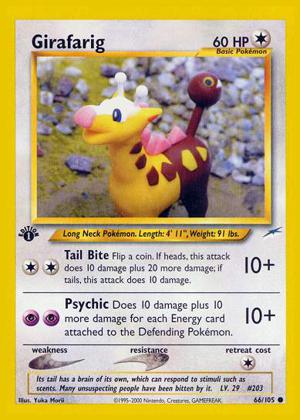 Girafarig
60 HP
Basic Pokémon
EDITION
1
Long Neck Pokémon. Length: 4' 11", Weight: 91 lbs.
Tail Bite Flip a coin. If heads, this attack
does 10 damage plus 20 more damage; if
tails, this attack does 10 damage.
10+
Psychic Does 10 damage plus 10
more damage for each Energy card
attached to the Defending Pokémon.
10+
weakness
resistance
retreat cost
Its tail has a brain of its own, which can respond to stimuli such as
scents. Many unsuspecting people have been bitten by it. LV. 29 #203
Illus. Yuka Morii
©1995-2000 Nintendo, Creatures, GAMEFREAK.
66/105